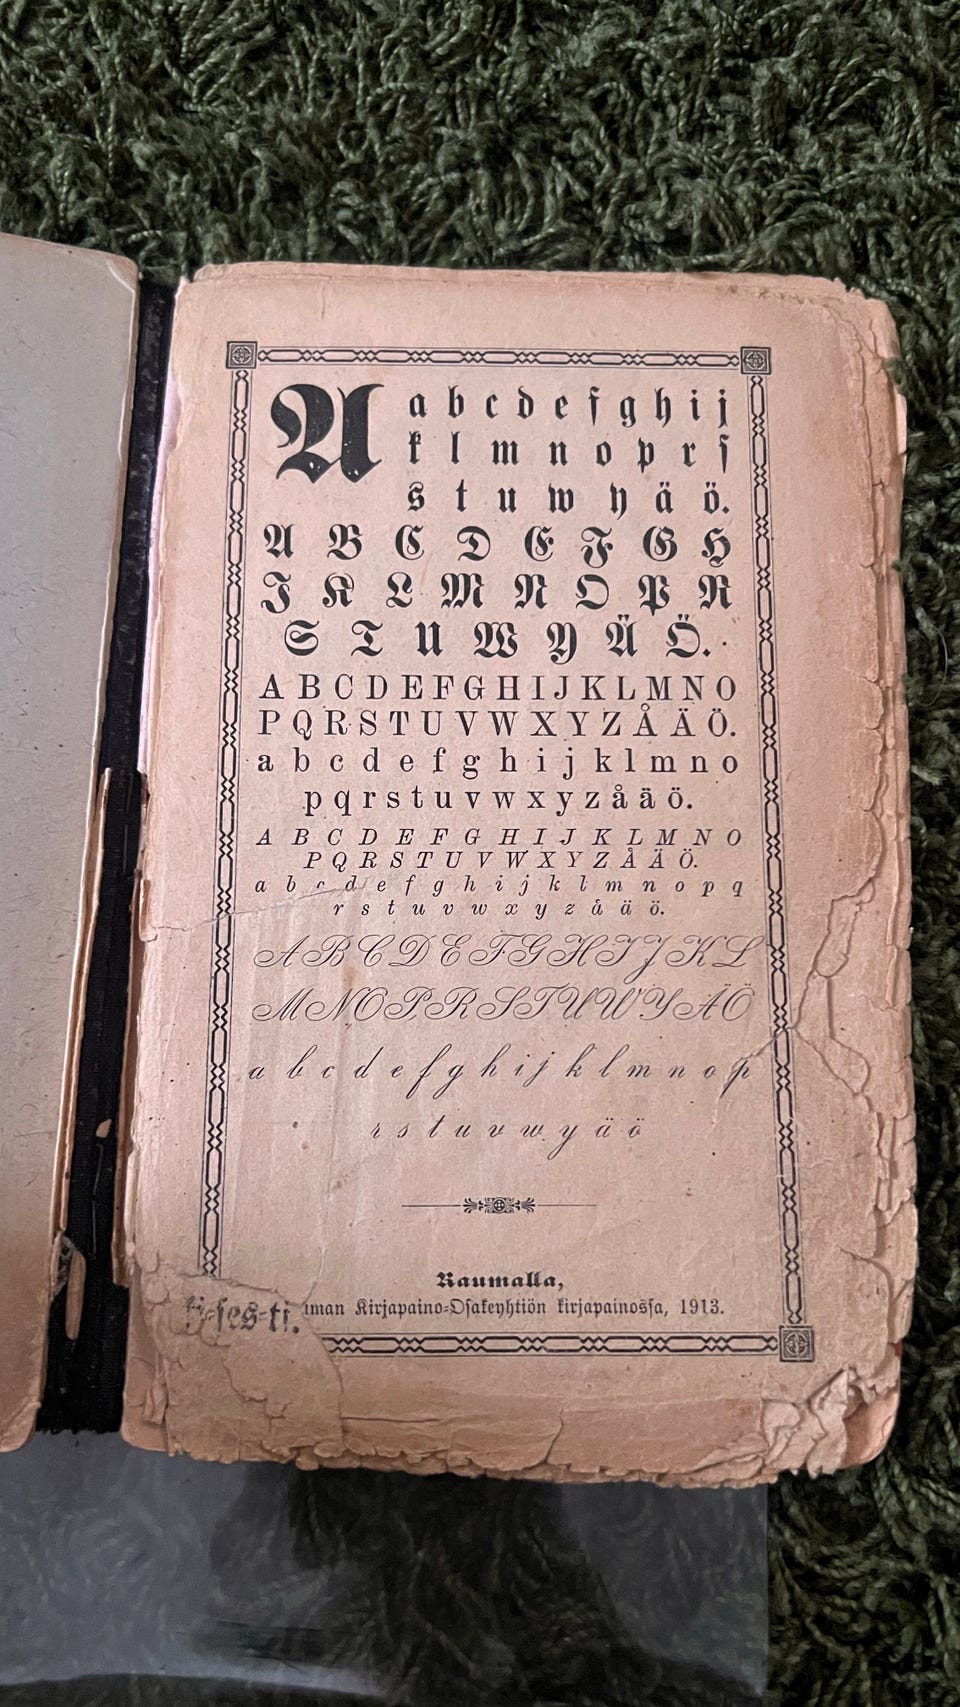 A a b c d e f g h i j
k l m n o p r ſ
s t u w y ä ö.
A B C D E F G H
I K L M N O P R
S T U W Y Ä Ö.
A B C D E F G H I J K L M N O
P Q R S T U V W X Y Z Å Ä Ö.
a b c d e f g h i j k l m n o
p q r s t u v w x y z å ä ö.
A B C D E F G H I J K L M N O
P Q R S T U V W X Y Z Å Ä Ö.
a b c d e f g h i j k l m n o p q
r s t u v w x y z å ä ö.
A B C D E F G H I J K L
M N O P R S T U W Y Ä Ö
a b c d e f g h i j k l m n o p
r s t u v w y ä ö
Raumalla,
Kirjapaino-Oſakeyhtiön kirjapainosſa, 1913.